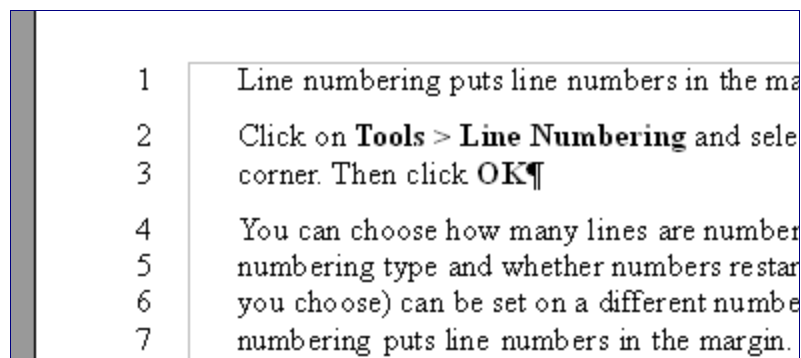 1 Line numbering puts line numbers in the ma
2 Click on Tools > Line Numbering and sele
3 corner. Then click OK¶
4 You can choose how many lines are number
5 numbering type and whether numbers restar
6 you choose) can be set on a different numbe
7 numbering puts line numbers in the margin.